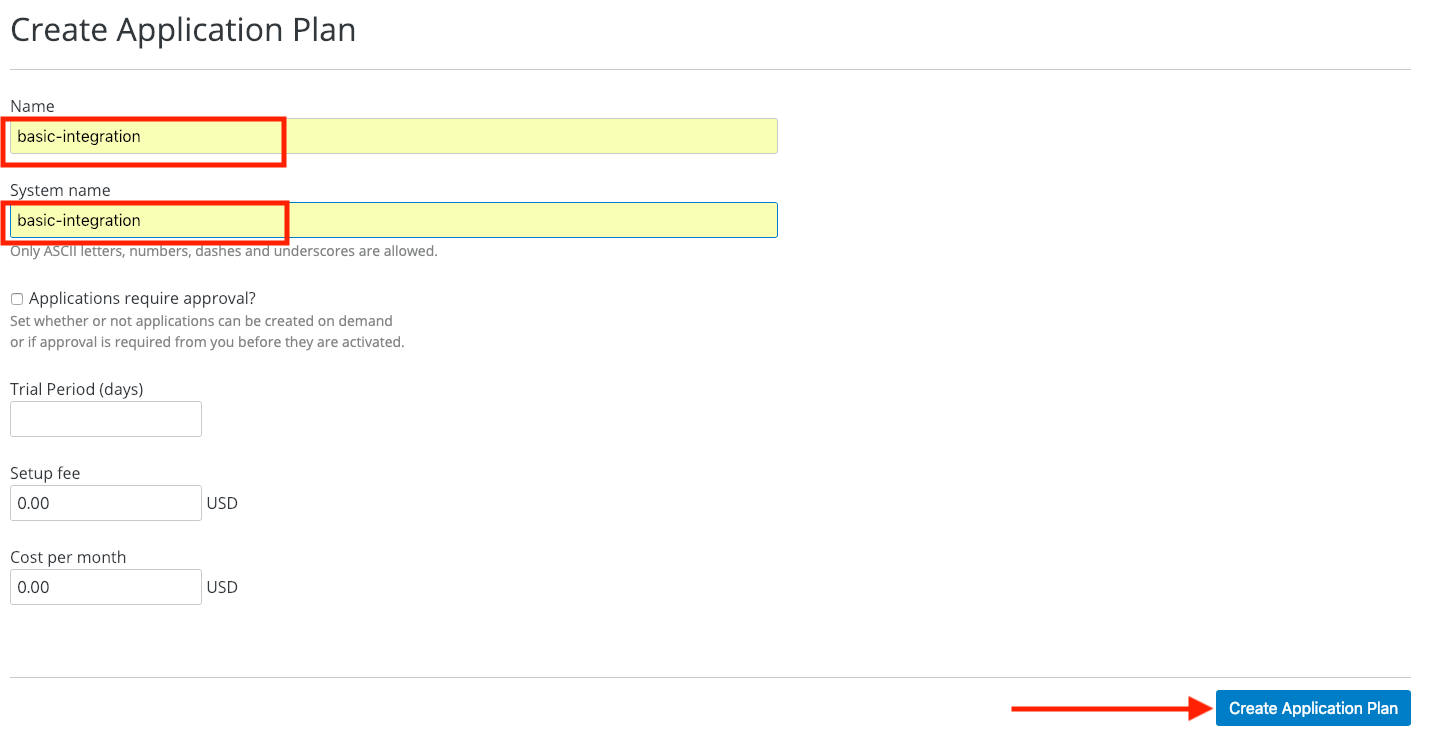 Create Application Plan
Name
basic-integration
System name
basic-integration
Only ASCII letters, numbers, dashes and underscores are allowed.
Applications require approval?
Set whether or not applications can be created on demand
or if approval is required from you before they are activated.
Trial Period (days)
Setup fee
0.00 USD
Cost per month
0.00 USD
Create Application Plan